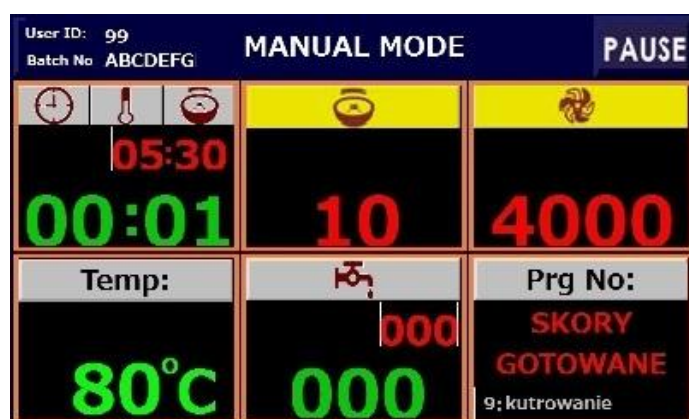 User ID: 99
Batch No ABCDEFG
MANUAL MODE
PAUSE
05:30
00:01
10
4000
Temp:
80°C
000
000
Prg No:
SKORY
GOTOWANE
9:kutrowanie